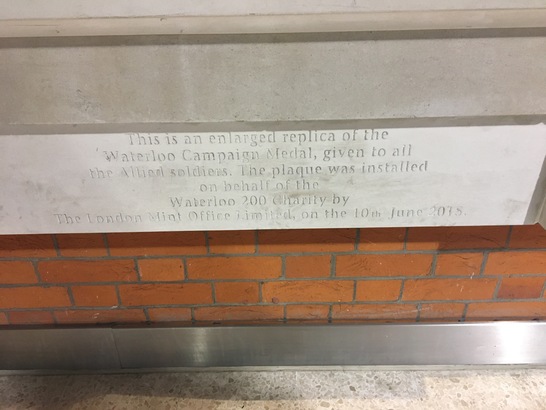 This is an enlarged replica of the
Waterloo Campaign Medal, given to all
the Allied soldiers. The plaque was installed
on behalf of the
Waterloo 200 Charity by
The London Mint Office Limited, on the 10th June